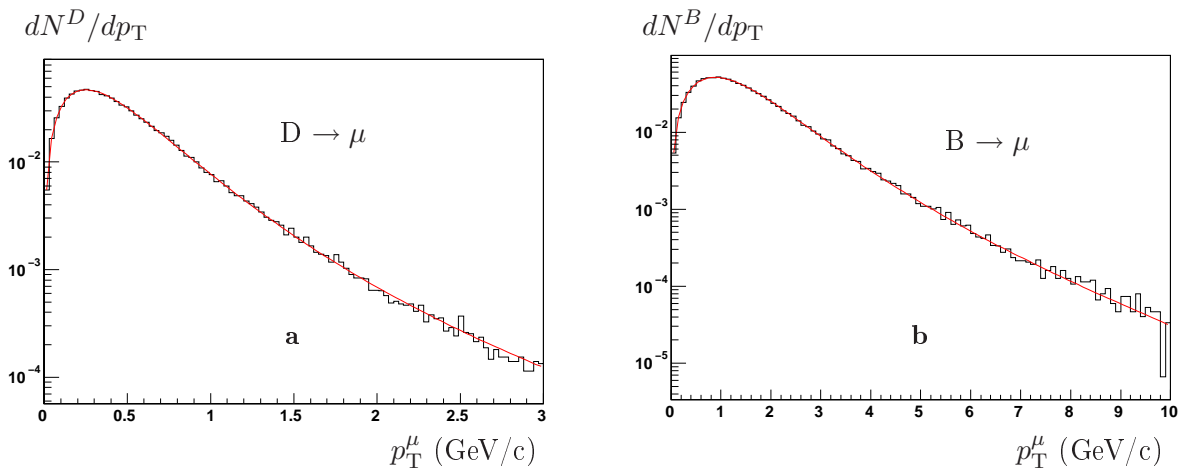 dN^D/dp_T
10^-2
10^-3
10^-4
D → μ
a
0 0.5 1 1.5 2 2.5 3
p_T^μ (GeV/c)
dN^B/dp_T
10^-2
10^-3
10^-4
10^-5
B → μ
b
0 1 2 3 4 5 6 7 8 9 10
p_T^μ (GeV/c)